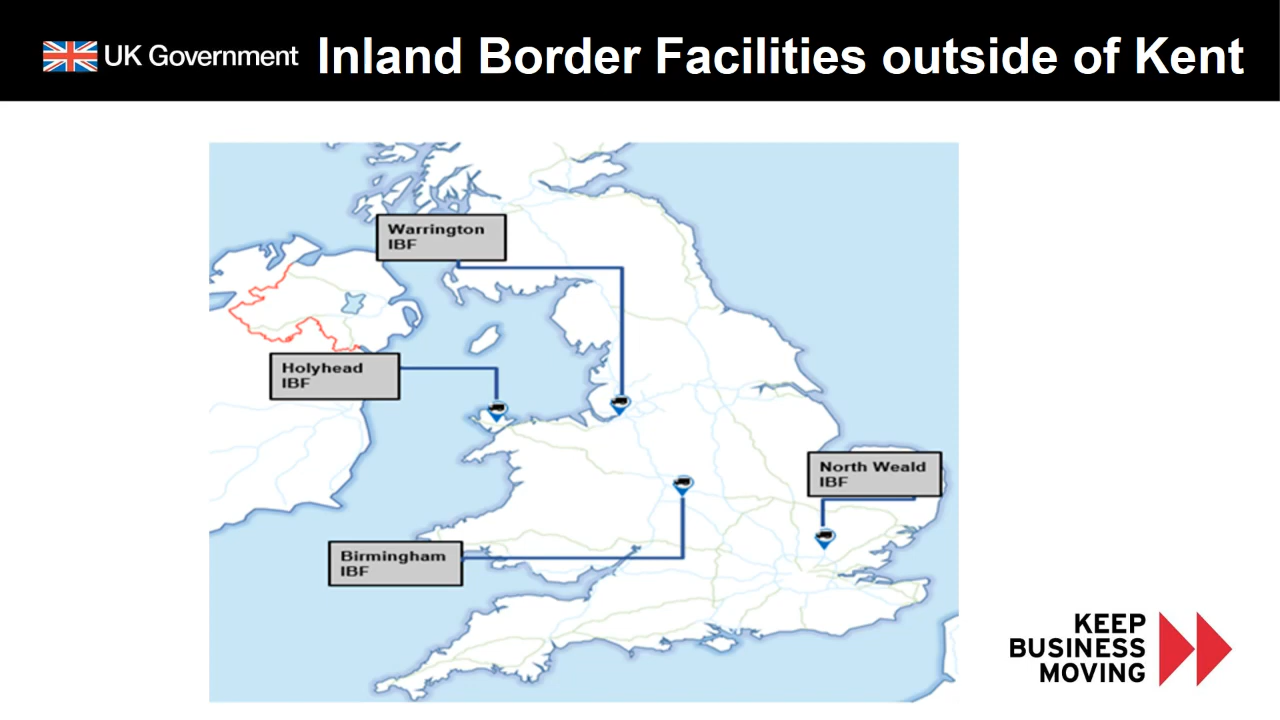 UK Government
Inland Border Facilities outside of Kent
Warrington
IBF
Holyhead
IBF
North Weald
IBF
Birmingham
IBF
KEEP
BUSINESS
MOVING